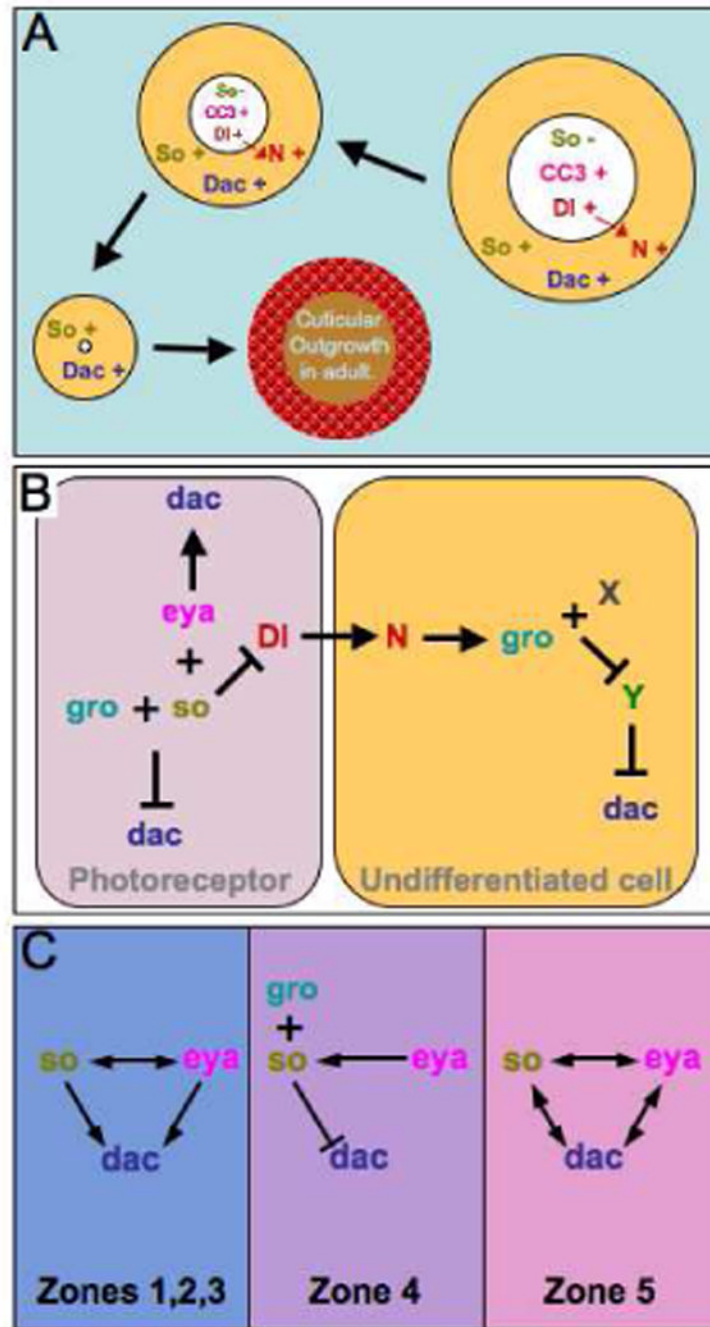 A
So -
CC3 +
Dl +
N +
So +
Dac +
So -
CC3 +
Dl +
N +
So +
Dac +
So +
Dac +
Cuticular
Outgrowth
in adult.
B
dac
eya
+
gro + so
Dl
dac
Photoreceptor
N
gro
+
X
Y
dac
Undifferentiated cell
C
so
eya
dac
Zones 1,2,3
gro
+
so
eya
dac
Zone 4
so
eya
dac
Zone 5